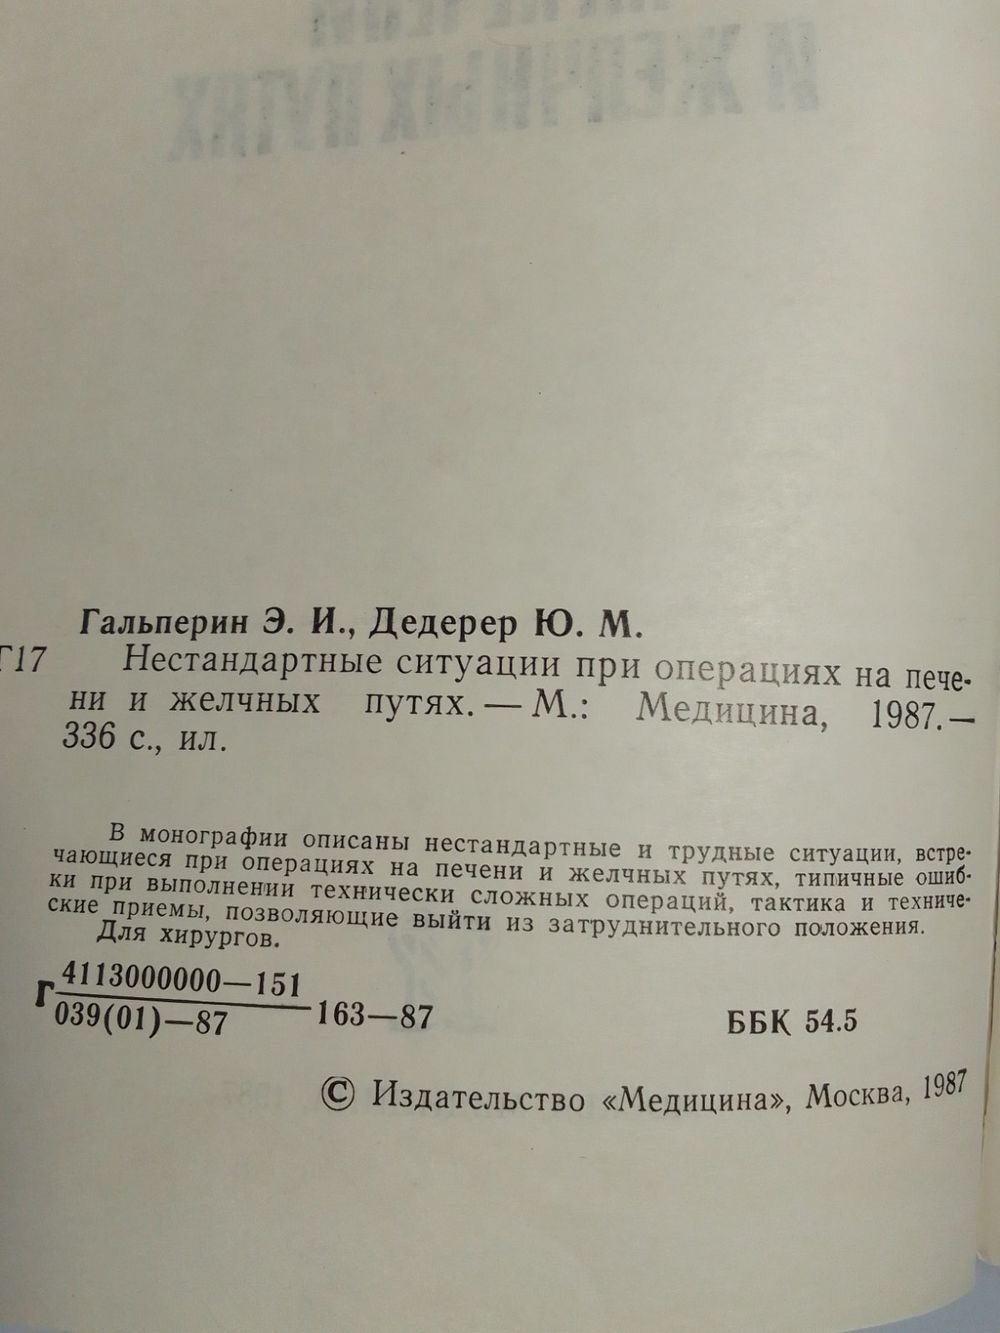 И ЖЕЛЧНЫХ ПУТЯХ
Гальперин Э. И., Дедерер Ю. М.
Г17 Нестандартные ситуации при операциях на пече-
ни и желчных путях. — М.: Медицина, 1987.—
336 с., ил.
В монографии описаны нестандартные и трудные ситуации, встре-
чающиеся при операциях на печени и желчных путях, типичные ошиб-
ки при выполнении технически сложных операций, тактика и техниче-
ские приемы, позволяющие выйти из затруднительного положения.
Для хирургов.
Г 4113000000—151
039(01)—87 163—87
ББК 54.5
© Издательство «Медицина», Москва, 1987